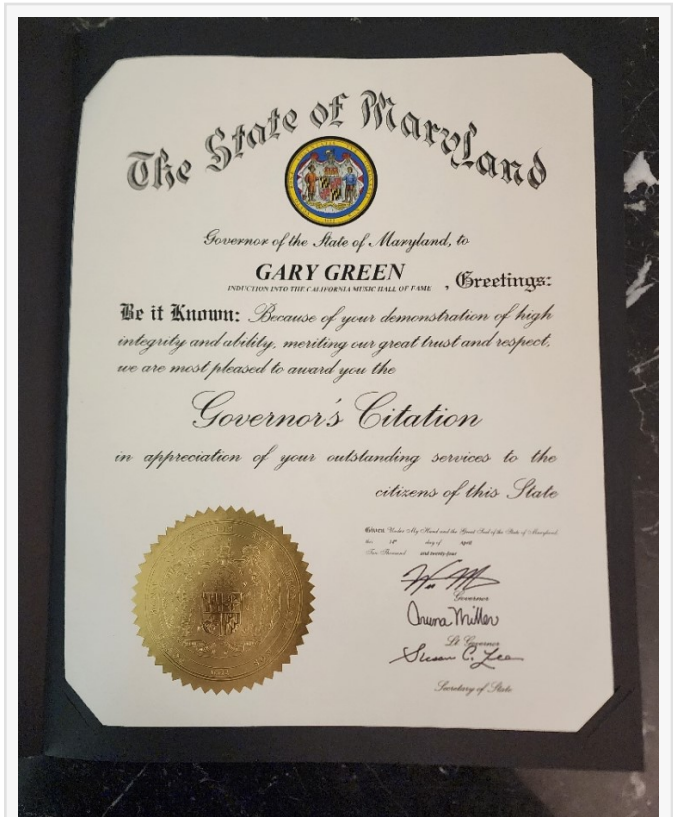 The State of Maryland
Governor of the State of Maryland, to
GARY GREEN
INDUCTION INTO THE CALIFORNIA MUSIC HALL OF FAME , Greetings:
Be it Known: Because of your demonstration of high
integrity and ability, meriting our great trust and respect,
we are most pleased to award you the
Governor's Citation
in appreciation of your outstanding services to the
citizens of this State
Given Under My Hand and the Great Seal of the State of Maryland,
this 14th day of April
Two Thousand and twenty-four
Governor
Aruna Miller
Lt. Governor
Susan C. Lee
Secretary of State